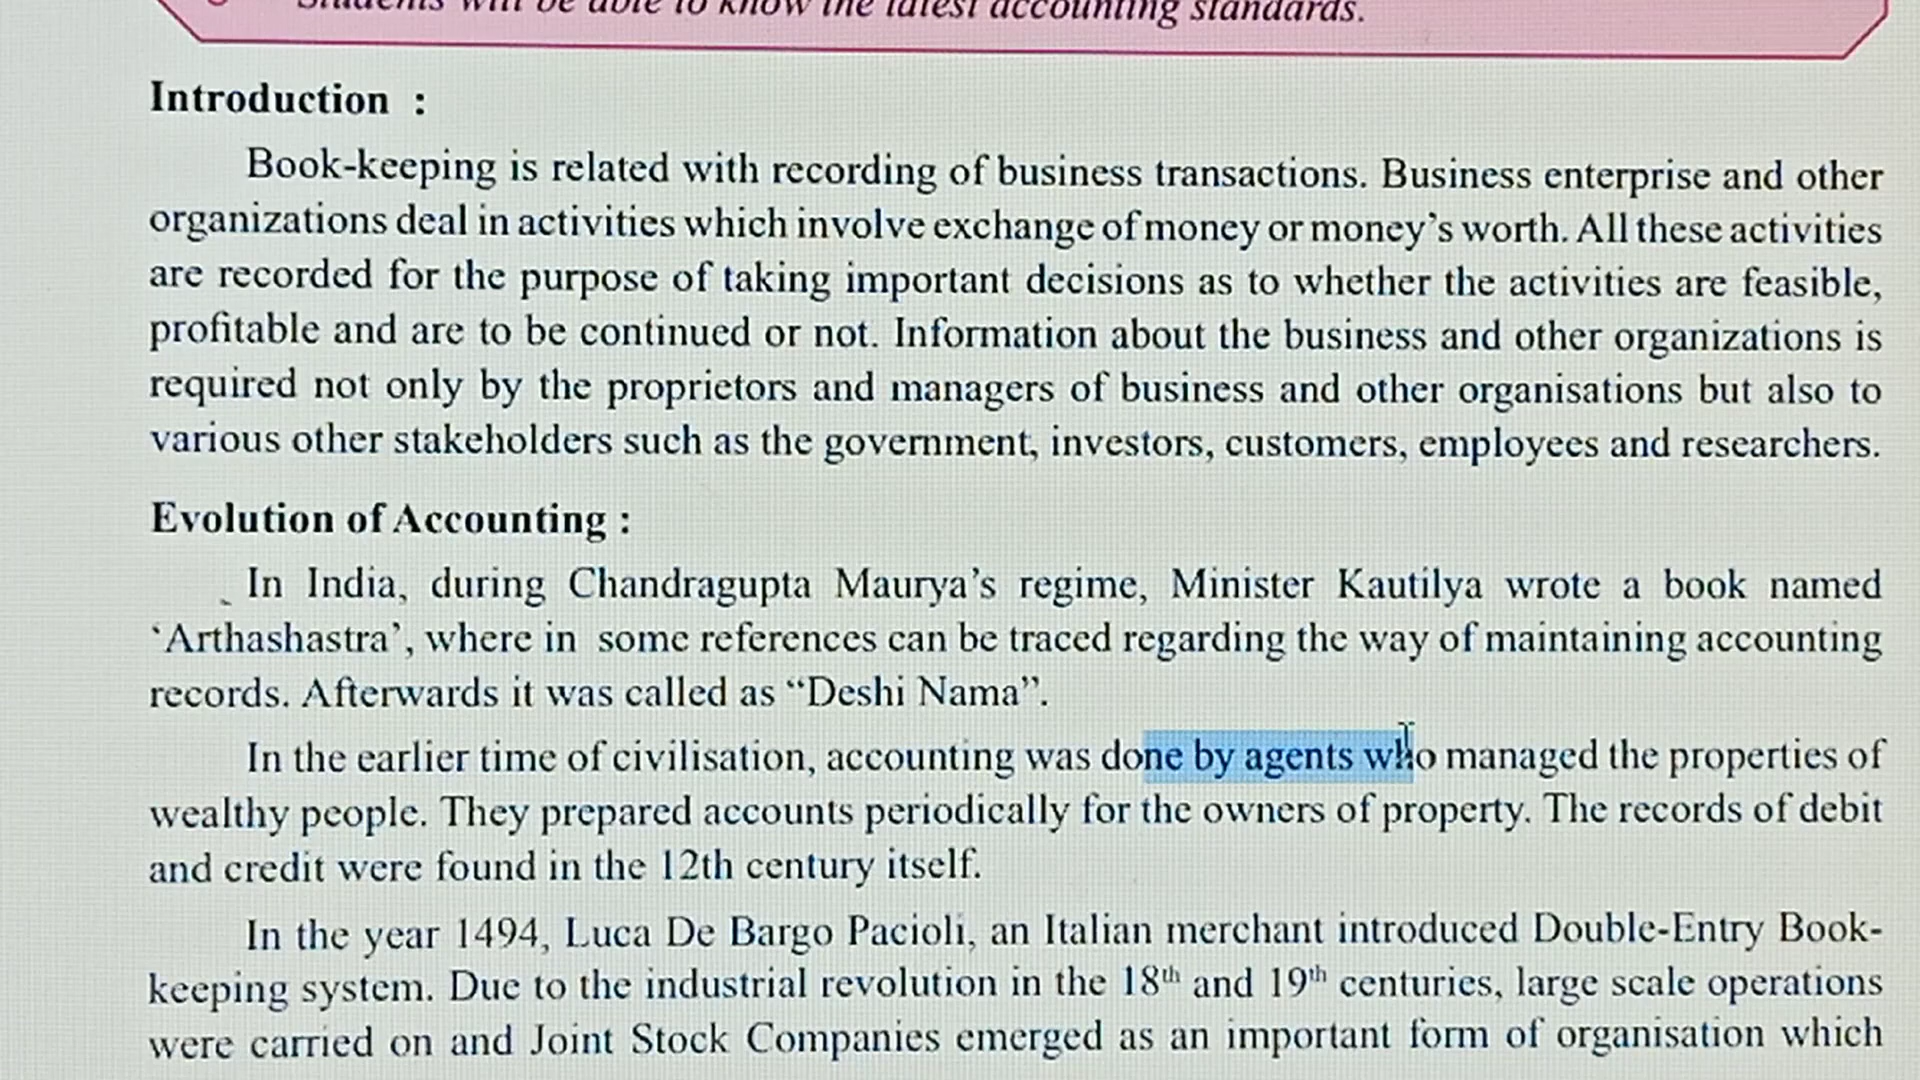 Students will be able to know the latest accounting standards.
Introduction :
Book-keeping is related with recording of business transactions. Business enterprise and other
organizations deal in activities which involve exchange of money or money's worth. All these activities
are recorded for the purpose of taking important decisions as to whether the activities are feasible,
profitable and are to be continued or not. Information about the business and other organizations is
required not only by the proprietors and managers of business and other organisations but also to
various other stakeholders such as the government, investors, customers, employees and researchers.
Evolution of Accounting :
In India, during Chandragupta Maurya's regime, Minister Kautilya wrote a book named
‘Arthashastra’, where in some references can be traced regarding the way of maintaining accounting
records. Afterwards it was called as “Deshi Nama”.
In the earlier time of civilisation, accounting was done by agents who managed the properties of
wealthy people. They prepared accounts periodically for the owners of property. The records of debit
and credit were found in the 12th century itself.
In the year 1494, Luca De Bargo Pacioli, an Italian merchant introduced Double-Entry Book-
keeping system. Due to the industrial revolution in the 18th and 19th centuries, large scale operations
were carried on and Joint Stock Companies emerged as an important form of organisation which